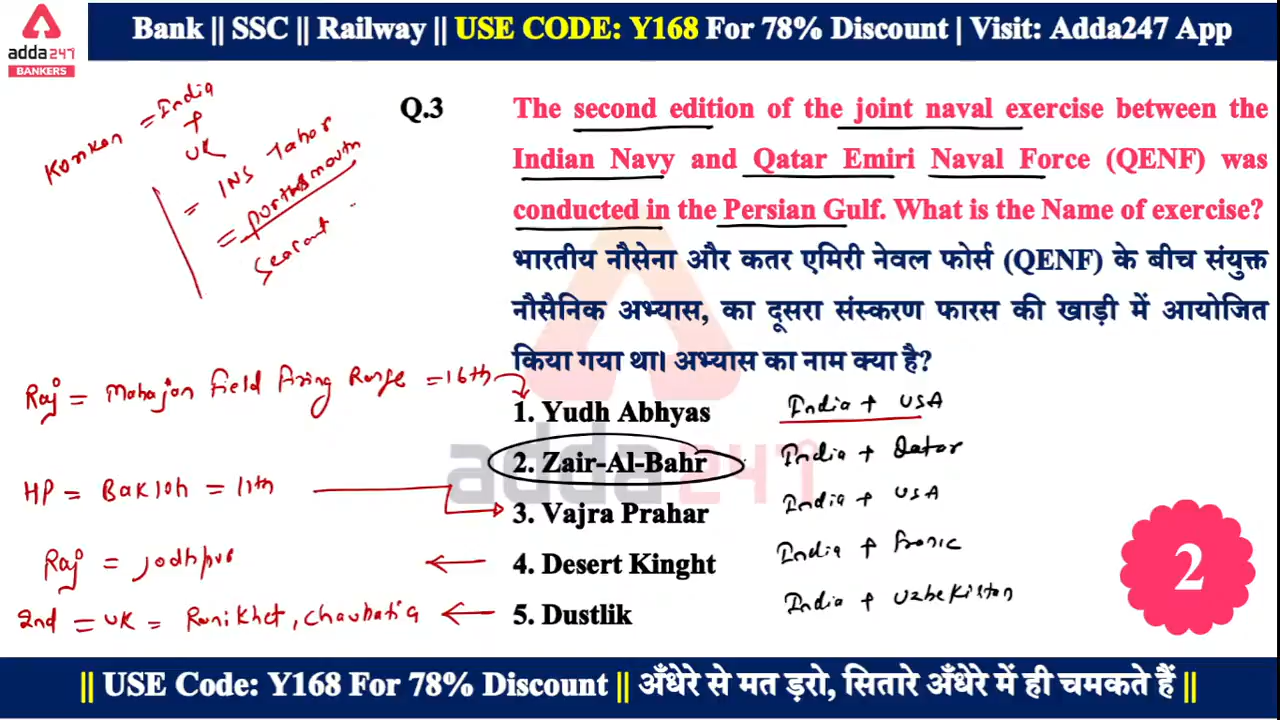 adda247
BANKERS
Bank || SSC || Railway || USE CODE: Y168 For 78% Discount | Visit: Adda247 App
Konkan = India
+
UK
= INS Tabar
= porthsmouth
Q.3
The second edition of the joint naval exercise between the
Indian Navy and Qatar Emiri Naval Force (QENF) was
conducted in the Persian Gulf. What is the Name of exercise?
भारतीय नौसेना और कतर एमिरी नेवल फोर्स (QENF) के बीच संयुक्त
नौसैनिक अभ्यास, का दूसरा संस्करण फारस की खाड़ी में आयोजित
किया गया था। अभ्यास का नाम क्या है?
Raj = Mahajan Field Firing Range = 16th
1. Yudh Abhyas India + USA
2. Zair-Al-Bahr India + Qatar
HP = Bakloh = 11th
3. Vajra Prahar India + USA
Raj = Jodhpur
4. Desert Kinght India +
2nd = UK = Ranikhet, Chaubatia
5. Dustlik India + Uzbekistan
adda247
2
|| USE Code: Y168 For 78% Discount || अँधेरे से मत ड़रो, सितारे अँधेरे में ही चमकते हैं ||